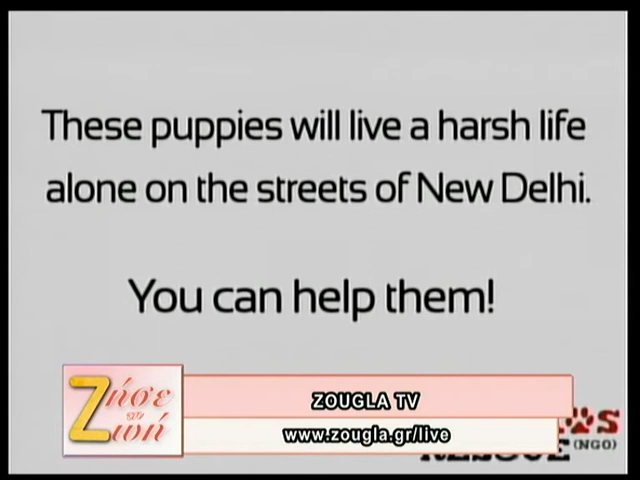 These puppies will live a harsh life
alone on the streets of New Delhi.
You can help them!
Ζήσε
τη
Ζωή
ZOUGLA TV
www.zougla.gr/live
(NGO)